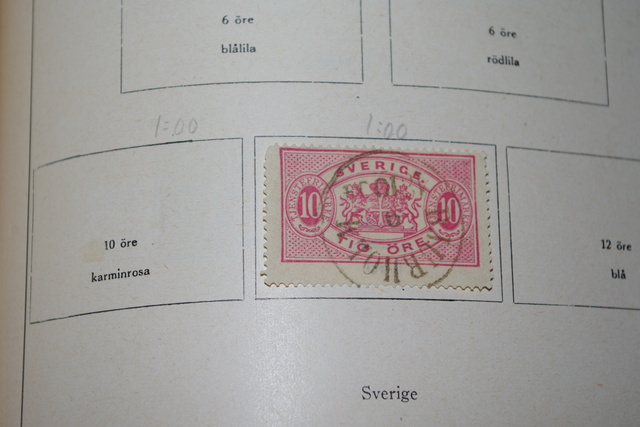 6 öre
blålila
6 öre
rödlila
1:00
1:00
10 öre
karminrosa
SVERIGE.
10
10
TIO ÖRE.
12 öre
blå
Sverige